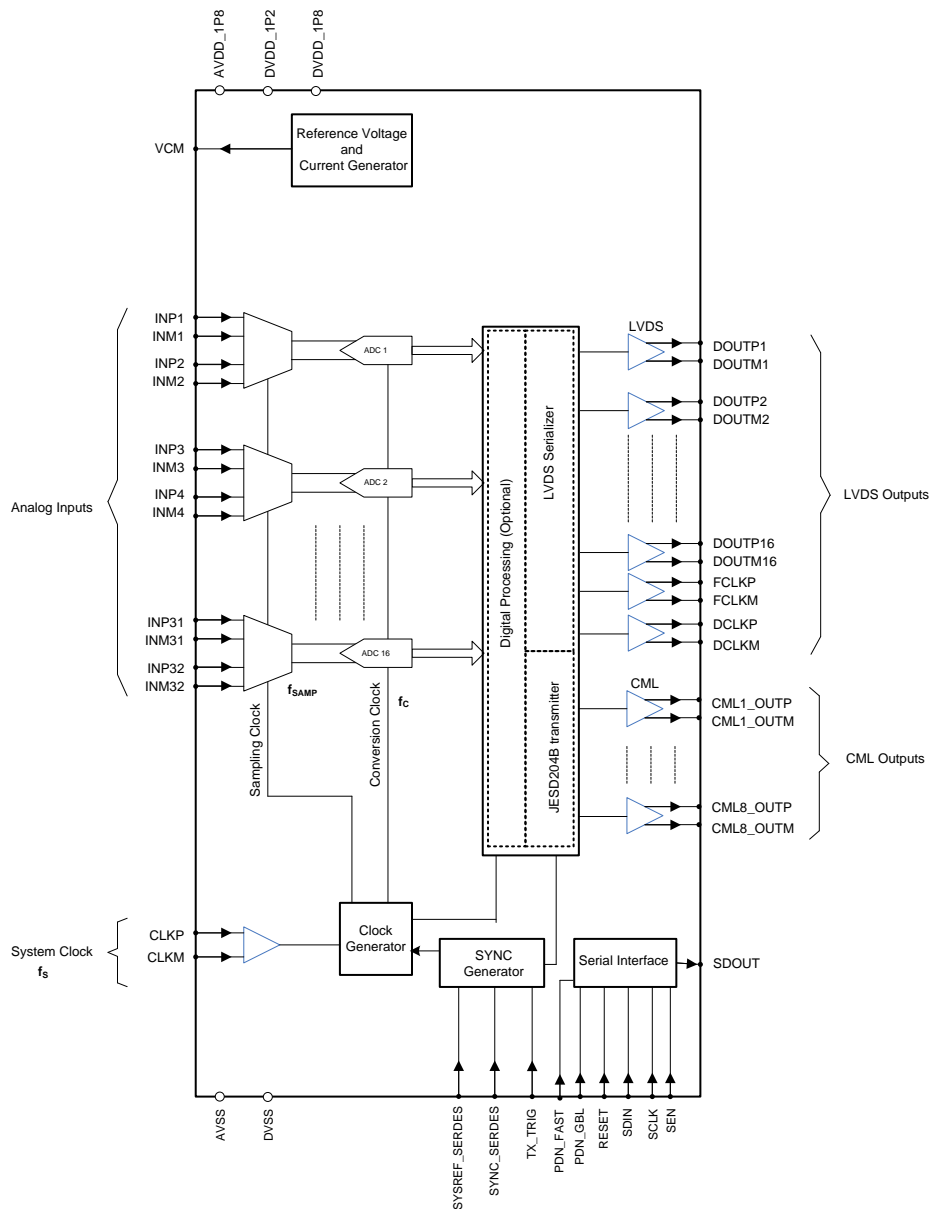 AVDD_1P8
DVDD_1P2
DVDD_1P8
VCM
Reference Voltage
and
Current Generator
Analog Inputs
INP1
INM1
INP2
INM2
INP3
INM3
INP4
INM4
INP31
INM31
INP32
INM32
ADC 1
ADC 2
ADC 16
fSAMP
fC
Sampling Clock
Conversion Clock
Digital Processing (Optional)
LVDS Serializer
JESD204B transmitter
LVDS
DOUTP1
DOUTM1
DOUTP2
DOUTM2
DOUTP16
DOUTM16
FCLKP
FCLKM
DCLKP
DCLKM
LVDS Outputs
CML
CML1_OUTP
CML1_OUTM
CML8_OUTP
CML8_OUTM
CML Outputs
System Clock
fS
CLKP
CLKM
Clock
Generator
SYNC
Generator
Serial Interface
SDOUT
AVSS
DVSS
SYSREF_SERDES
SYNC_SERDES
TX_TRIG
PDN_FAST
PDN_GBL
RESET
SDIN
SCLK
SEN